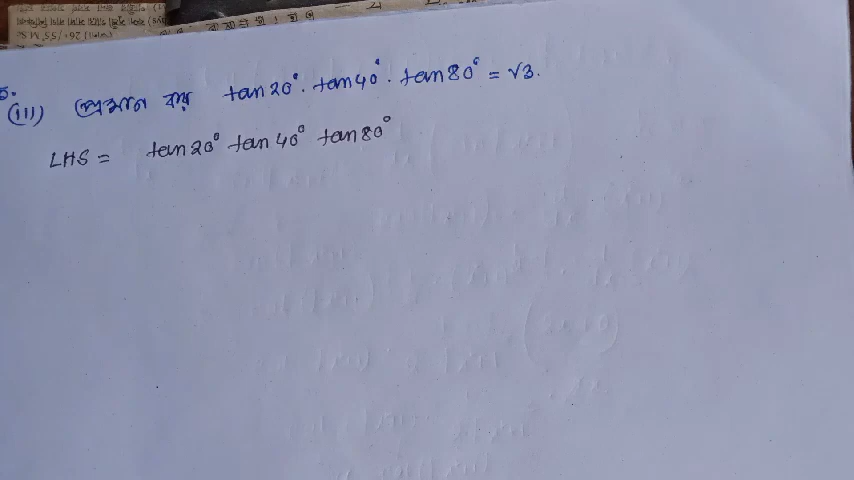 5.
(iii) প্রমাণ কর tan20°. tan40°. tan80° = √3.
LHS = tan20° tan40° tan80°